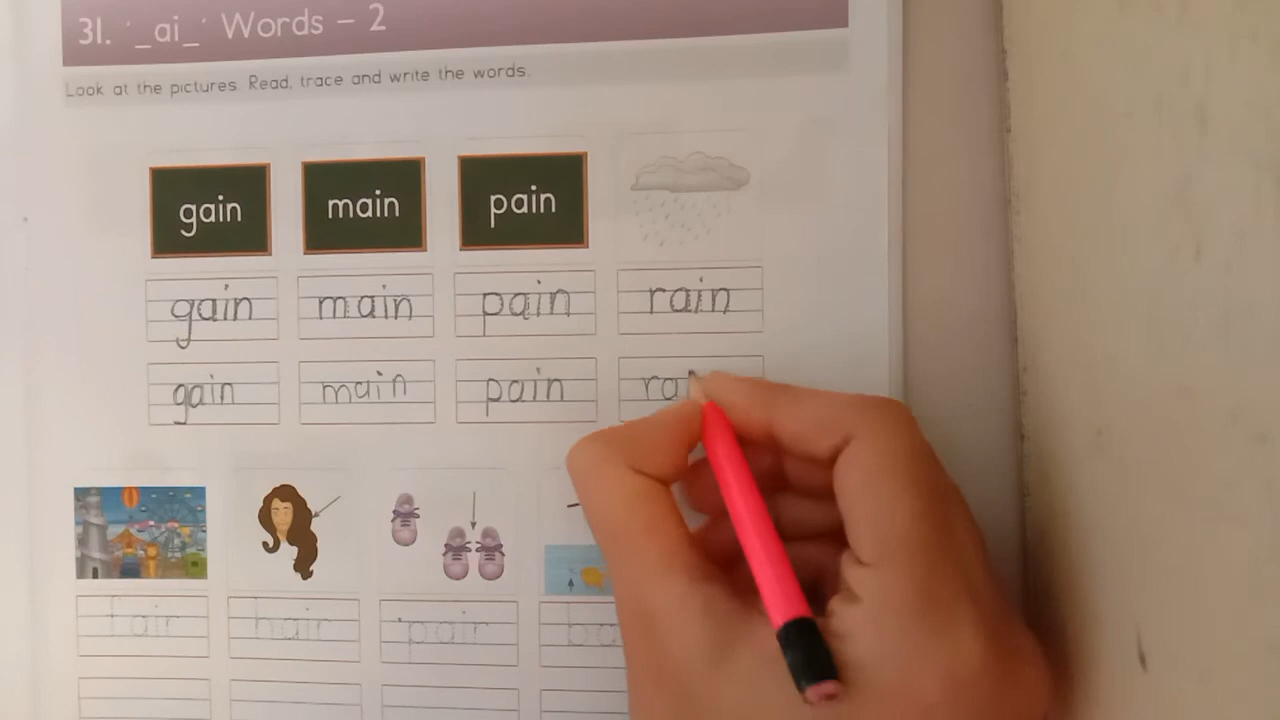 31. '_ai_' Words - 2
Look at the pictures. Read, trace and write the words.
gain main pain
gain main pain rain
gain main pain
fair hair pair